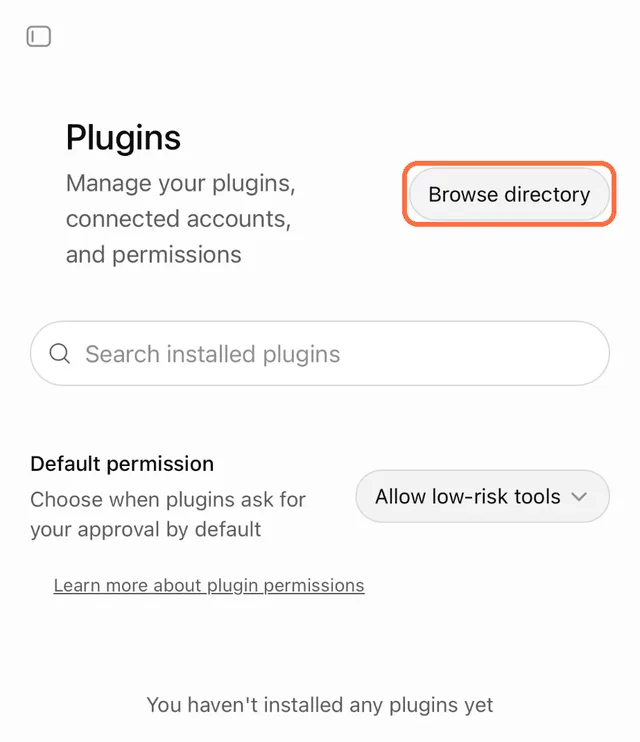 Plugins
Manage your plugins,
connected accounts,
and permissions
Browse directory
Search installed plugins
Default permission
Choose when plugins ask for
your approval by default
Allow low-risk tools
Learn more about plugin permissions
You haven't installed any plugins yet